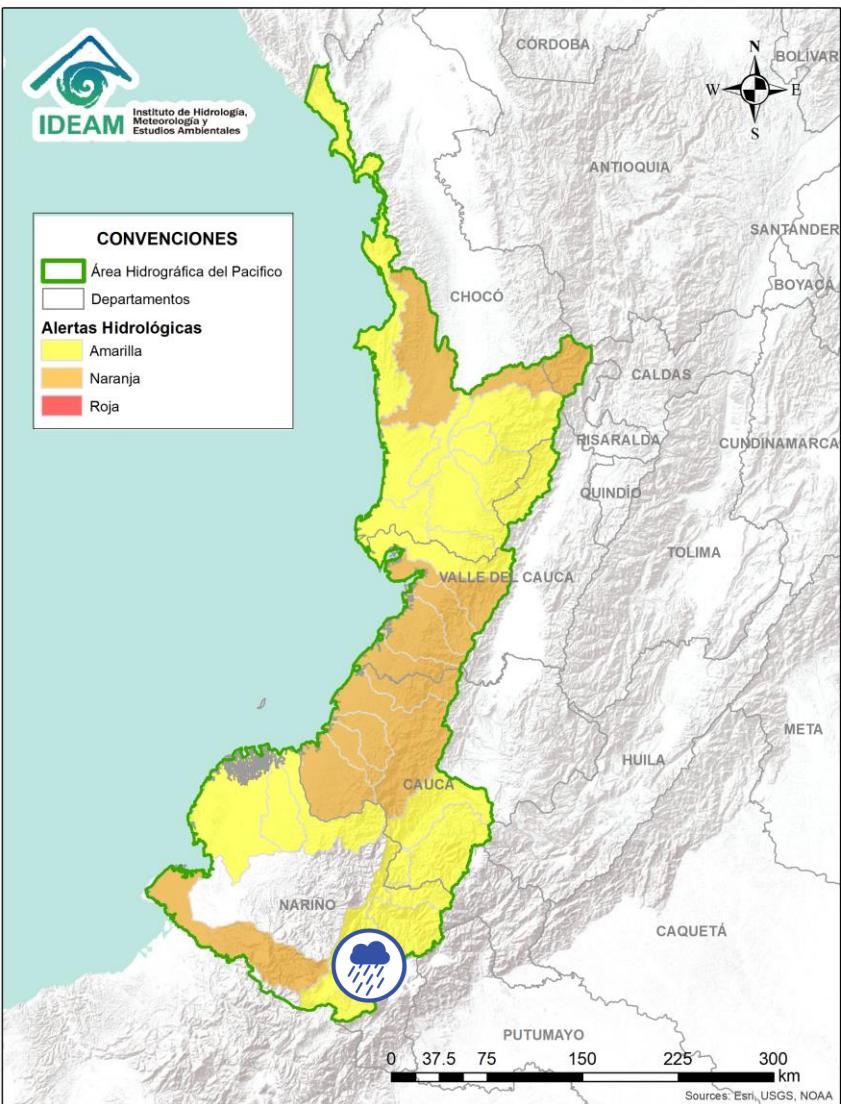 IDEAM
Instituto de Hidrología,
Meteorología y
Estudios Ambientales
CÓRDOBA
BOLÍVAR
N
W
E
S
ANTIOQUIA
SANTANDER
BOYACÁ
CHOCÓ
CALDAS
RISARALDA
CUNDINAMARCA
QUINDÍO
TOLIMA
VALLE DEL CAUCA
META
HUILA
CAUCA
NARIÑO
CAQUETÁ
PUTUMAYO
CONVENCIONES
Área Hidrográfica del Pacifico
Departamentos
Alertas Hidrológicas
Amarilla
Naranja
Roja
0 37.5 75 150 225 300
km
Sources: Esri, USGS, NOAA